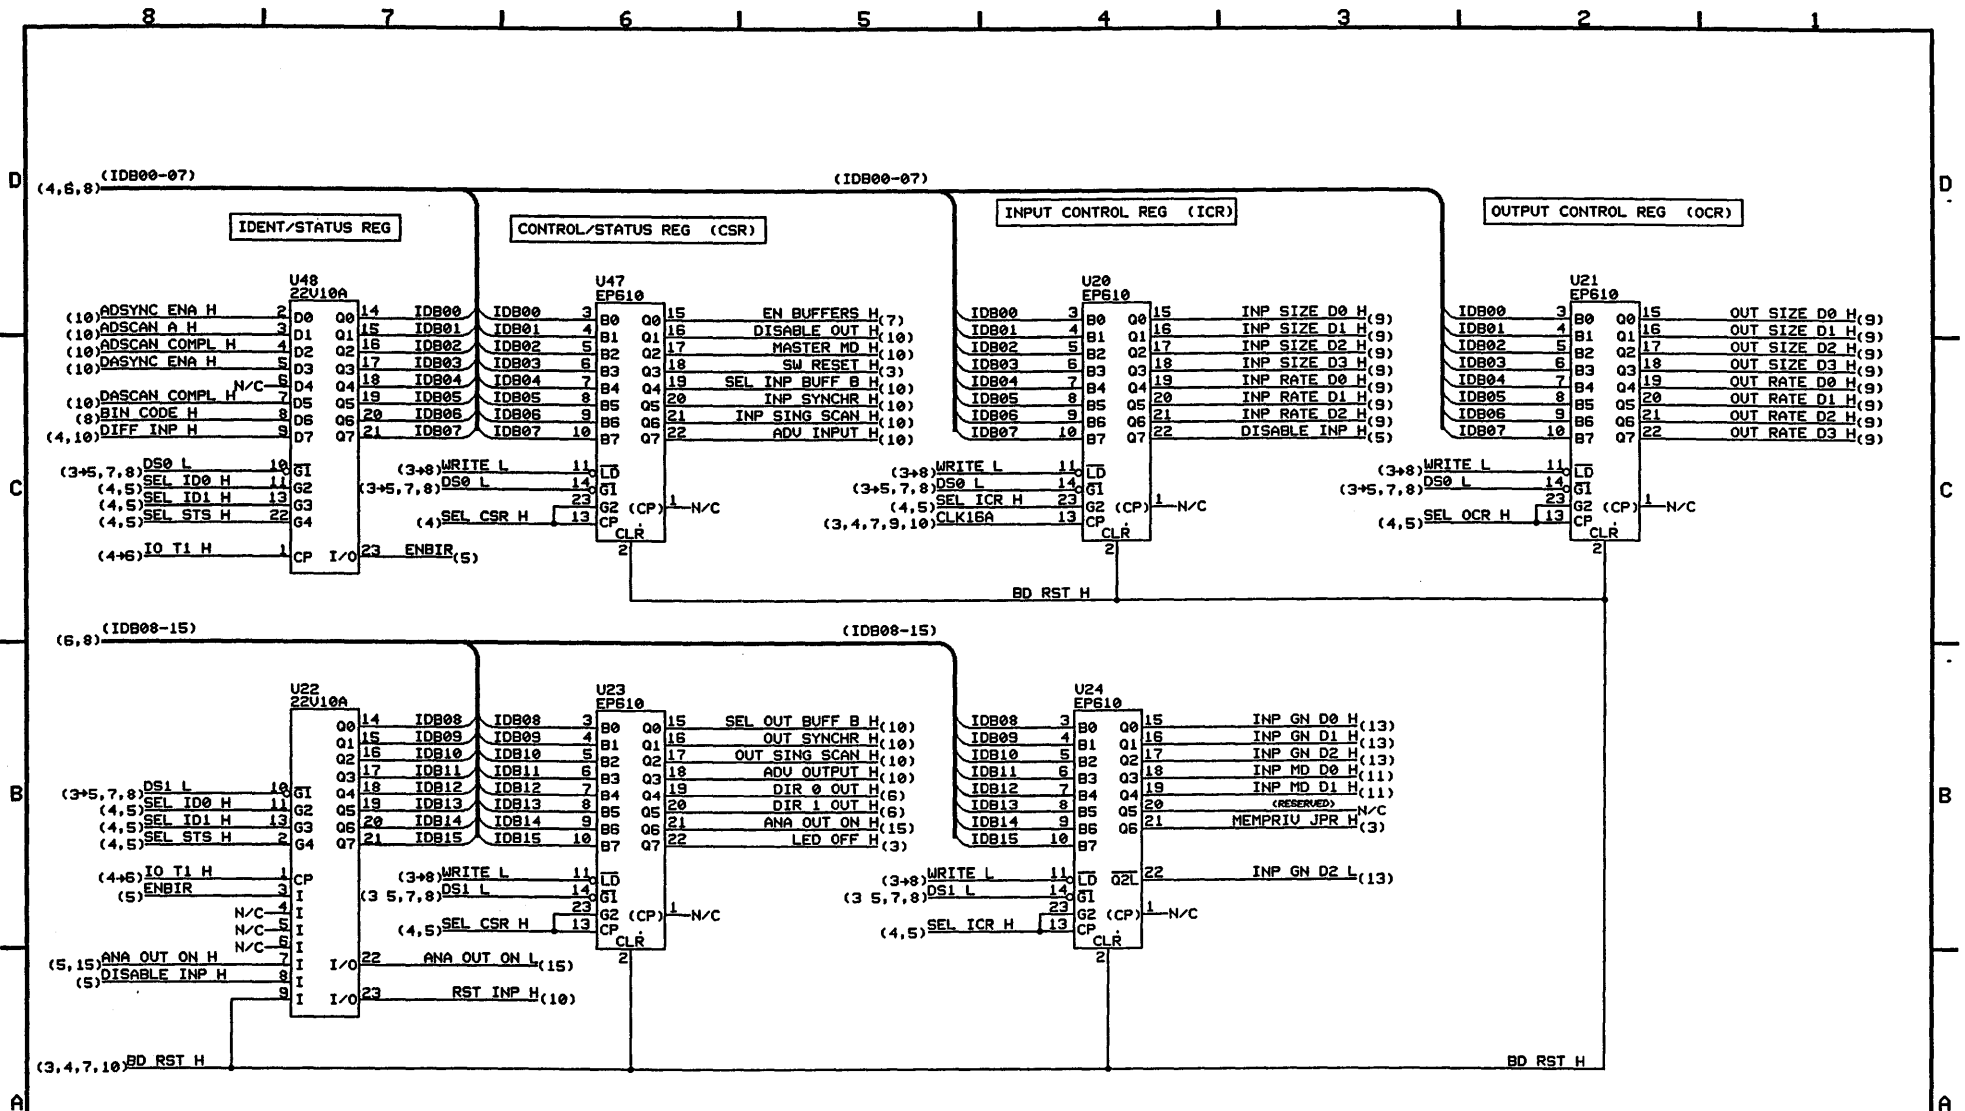 8 7 6 5 4 3 2 1
D D
(4,6,8) (IDB00-07) (IDB00-07)
IDENT/STATUS REG
CONTROL/STATUS REG (CSR)
INPUT CONTROL REG (ICR)
OUTPUT CONTROL REG (OCR)
U48
22V10A
(10) ADSYNC ENA H 2 D0 Q0 14 IDB00
(10) ADSCAN A H 3 D1 Q1 15 IDB01
(10) ADSCAN COMPL H 4 D2 Q2 16 IDB02
(10) DASYNC ENA H 5 D3 Q3 17 IDB03
N/C 6 D4 Q4 18 IDB04
(10) DASCAN COMPL H 7 D5 Q5 19 IDB05
(8) BIN CODE H 8 D6 Q6 20 IDB06
(4,10) DIFF INP H 9 D7 Q7 21 IDB07
(3→5,7,8) DS0 L 10 G1
(4,5) SEL ID0 H 11 G2
(4,5) SEL ID1 H 13 G3
(4,5) SEL STS H 22 G4
(4→6) IO T1 H 1 CP I/O 23 ENBIR (5)
U47
EP610
IDB00 3 B0 Q0 15 EN BUFFERS H (7)
IDB01 4 B1 Q1 16 DISABLE OUT H (10)
IDB02 5 B2 Q2 17 MASTER MD H (10)
IDB03 6 B3 Q3 18 SW RESET H (3)
IDB04 7 B4 Q4 19 SEL INP BUFF B H (10)
IDB05 8 B5 Q5 20 INP SYNCHR H (10)
IDB06 9 B6 Q6 21 INP SING SCAN H (10)
IDB07 10 B7 Q7 22 ADV INPUT H (10)
(3→8) WRITE L 11 LD
(3→5,7,8) DS0 L 14 G1
23 G2 (CP) 1 N/C
(4) SEL CSR H 13 CP
CLR
2
U20
EP610
IDB00 3 B0 Q0 15 INP SIZE D0 H (9)
IDB01 4 B1 Q1 16 INP SIZE D1 H (9)
IDB02 5 B2 Q2 17 INP SIZE D2 H (9)
IDB03 6 B3 Q3 18 INP SIZE D3 H (9)
IDB04 7 B4 Q4 19 INP RATE D0 H (9)
IDB05 8 B5 Q5 20 INP RATE D1 H (9)
IDB06 9 B6 Q6 21 INP RATE D2 H (9)
IDB07 10 B7 Q7 22 DISABLE INP H (5)
(3→8) WRITE L 11 LD
(3→5,7,8) DS0 L 14 G1
(4,5) SEL ICR H 23 G2 (CP) 1 N/C
(3,4,7,9,10) CLK16A 13 CP
CLR
2
U21
EP610
IDB00 3 B0 Q0 15 OUT SIZE D0 H (9)
IDB01 4 B1 Q1 16 OUT SIZE D1 H (9)
IDB02 5 B2 Q2 17 OUT SIZE D2 H (9)
IDB03 6 B3 Q3 18 OUT SIZE D3 H (9)
IDB04 7 B4 Q4 19 OUT RATE D0 H (9)
IDB05 8 B5 Q5 20 OUT RATE D1 H (9)
IDB06 9 B6 Q6 21 OUT RATE D2 H (9)
IDB07 10 B7 Q7 22 OUT RATE D3 H (9)
(3→8) WRITE L 11 LD
(3→5,7,8) DS0 L 14 G1
23 G2 (CP) 1 N/C
(4,5) SEL OCR H 13 CP
CLR
2
C C
BD RST H
(6,8) (IDB08-15) (IDB08-15)
U22
22V10A
Q0 14 IDB08
Q1 15 IDB09
Q2 16 IDB10
Q3 17 IDB11
(3→5,7,8) DS1 L 10 G1 Q4 18 IDB12
(4,5) SEL ID0 H 11 G2 Q5 19 IDB13
(4,5) SEL ID1 H 13 G3 Q6 20 IDB14
(4,5) SEL STS H 2 G4 Q7 21 IDB15
(4→6) IO T1 H 1 CP
(5) ENBIR 3 I
N/C 4 I
N/C 5 I
N/C 6 I
(5,15) ANA OUT ON H 7 I I/O 22 ANA OUT ON L (15)
(5) DISABLE INP H 8 I
9 I I/O 23 RST INP H (10)
U23
EP610
IDB08 3 B0 Q0 15 SEL OUT BUFF B H (10)
IDB09 4 B1 Q1 16 OUT SYNCHR H (10)
IDB10 5 B2 Q2 17 OUT SING SCAN H (10)
IDB11 6 B3 Q3 18 ADV OUTPUT H (10)
IDB12 7 B4 Q4 19 DIR 0 OUT H (6)
IDB13 8 B5 Q5 20 DIR 1 OUT H (6)
IDB14 9 B6 Q6 21 ANA OUT ON H (15)
IDB15 10 B7 Q7 22 LED OFF H (3)
(3→8) WRITE L 11 LD
(3 5,7,8) DS1 L 14 G1
23 G2 (CP) 1 N/C
(4,5) SEL CSR H 13 CP
CLR
2
U24
EP610
IDB08 3 B0 Q0 15 INP GN D0 H (13)
IDB09 4 B1 Q1 16 INP GN D1 H (13)
IDB10 5 B2 Q2 17 INP GN D2 H (13)
IDB11 6 B3 Q3 18 INP MD D0 H (11)
IDB12 7 B4 Q4 19 INP MD D1 H (11)
IDB13 8 B5 Q5 20 (RESERVED) N/C
IDB14 9 B6 Q6 21 MEMPRIV JPR H (3)
IDB15 10 B7
(3→8) WRITE L 11 LD Q2L 22 INP GN D2 L (13)
(3 5,7,8) DS1 L 14 G1
23 G2 (CP) 1 N/C
(4,5) SEL ICR H 13 CP
CLR
2
B B
(3,4,7,10) BD RST H BD RST H
A A